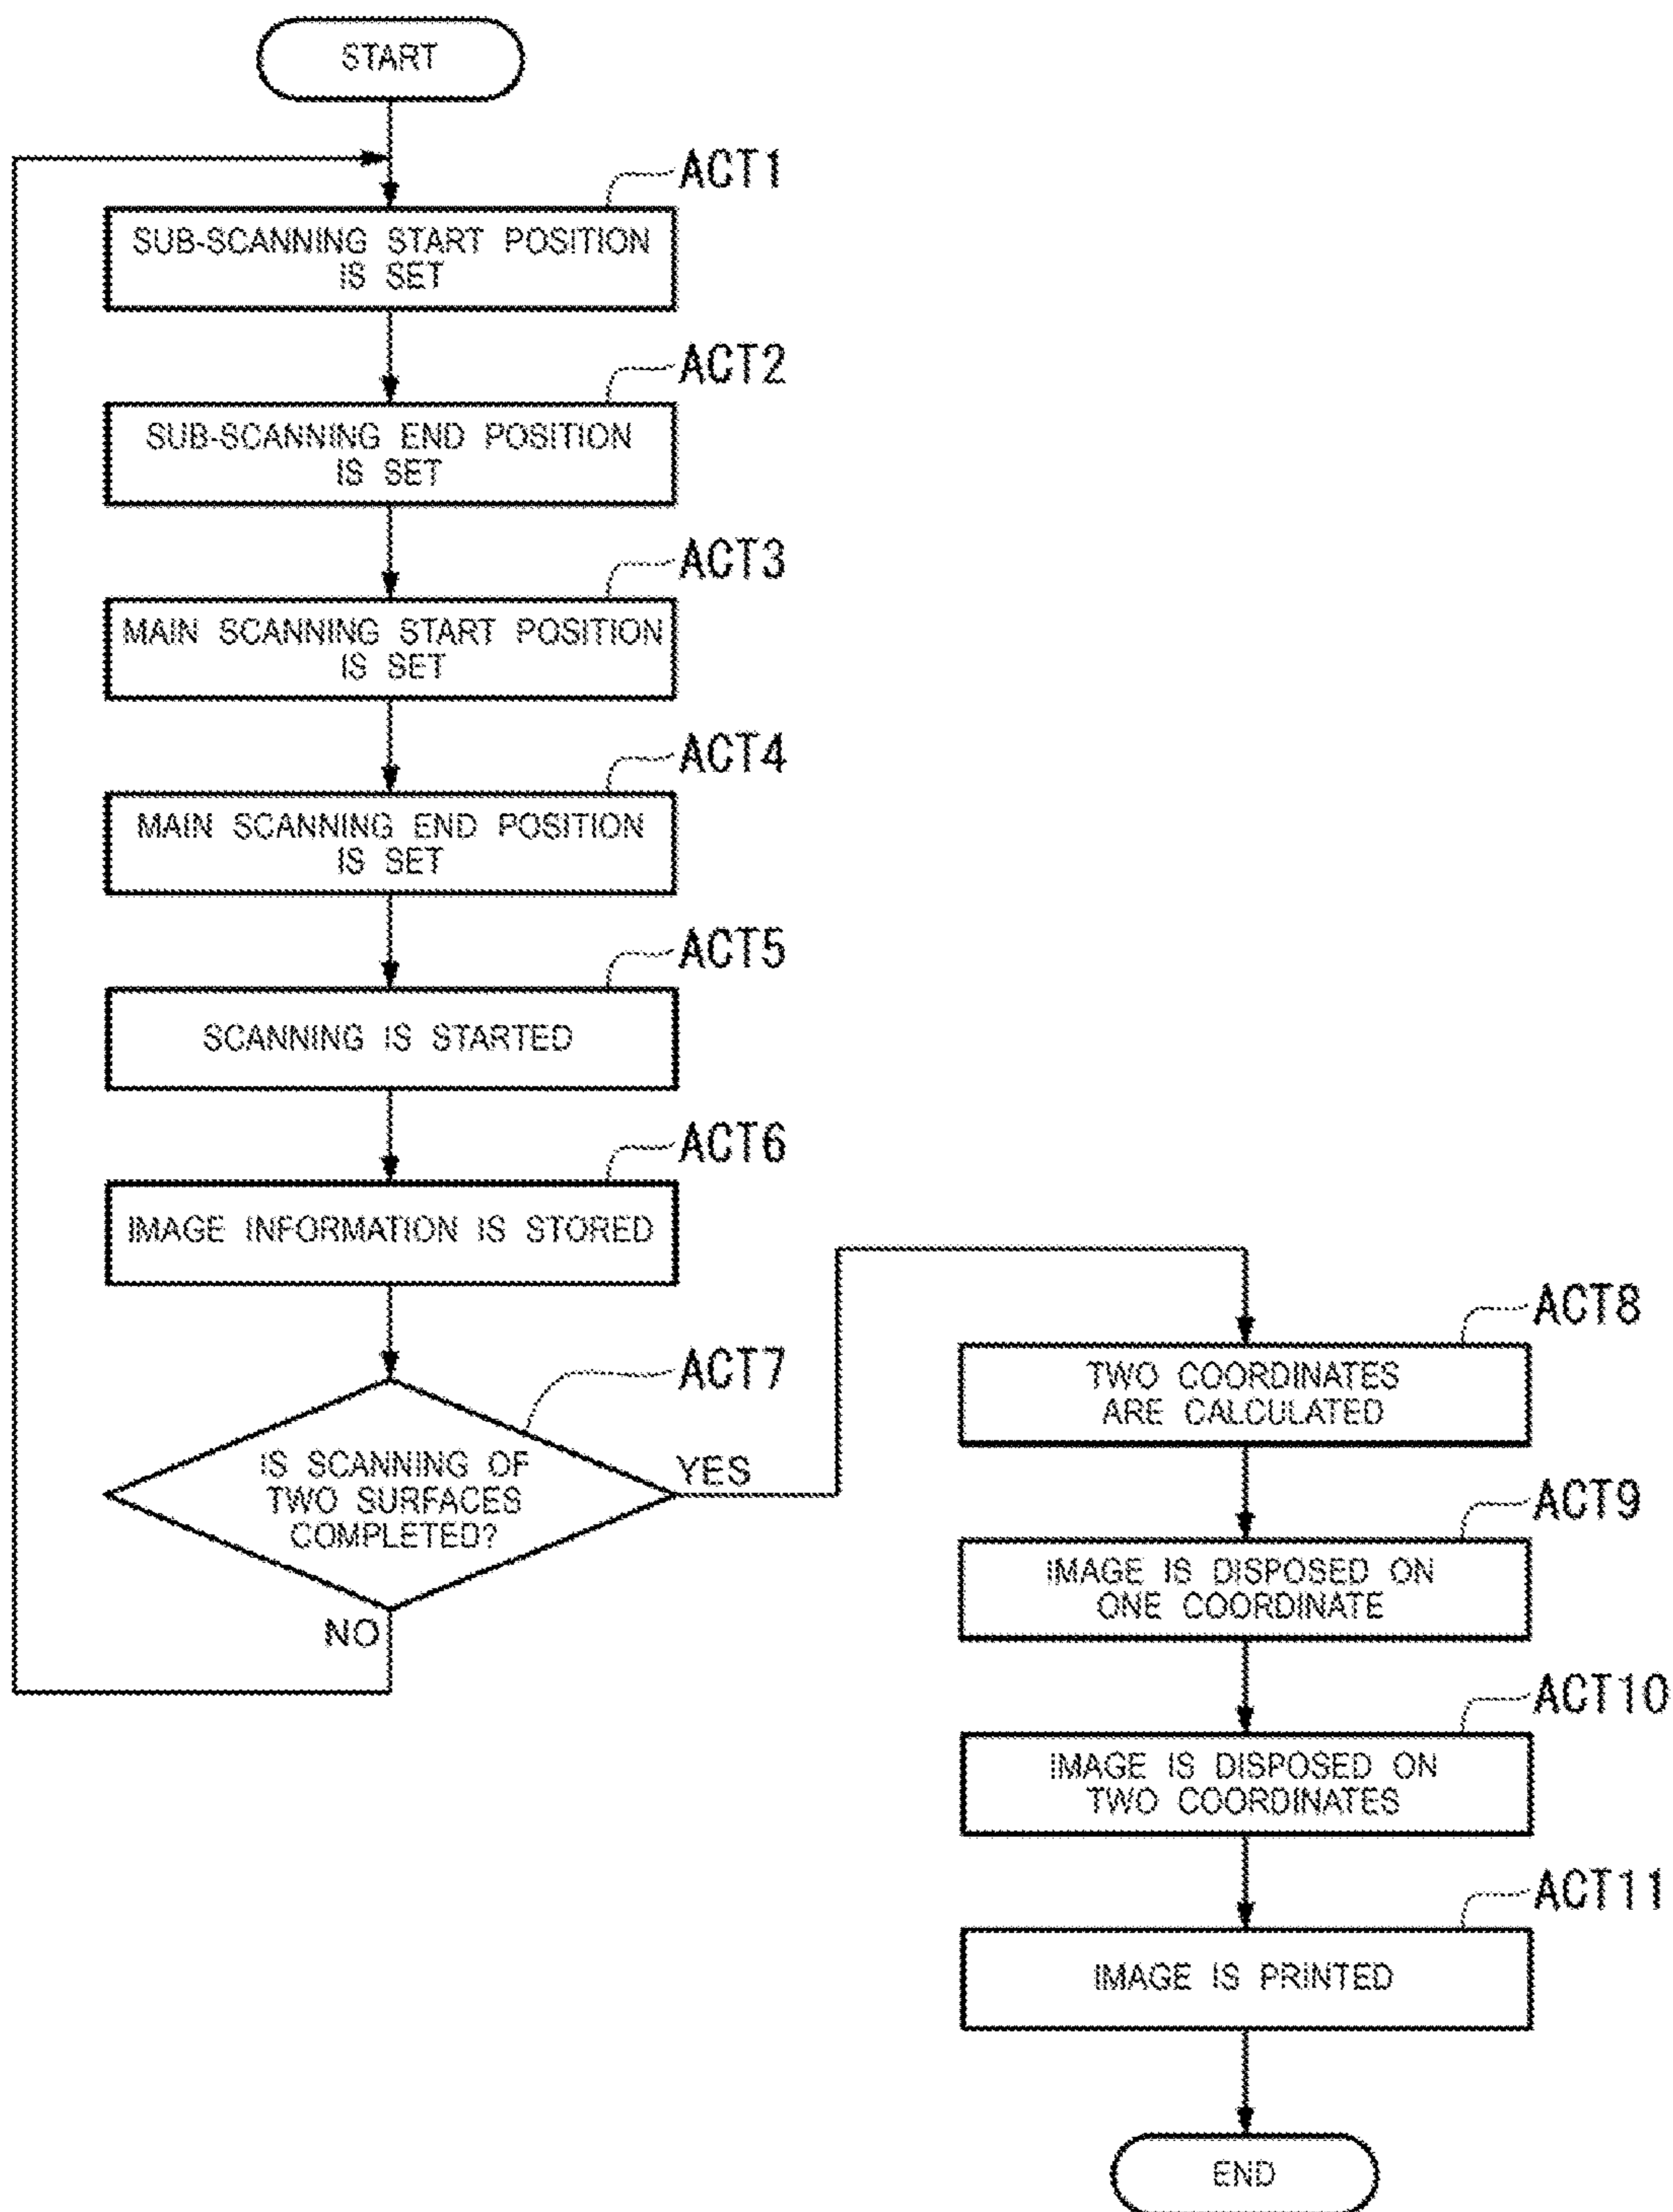 START
ACT1
SUB-SCANNING START POSITION
IS SET
ACT2
SUB-SCANNING END POSITION
IS SET
ACT3
MAIN SCANNING START POSITION
IS SET
ACT4
MAIN SCANNING END POSITION
IS SET
ACT5
SCANNING IS STARTED
ACT6
IMAGE INFORMATION IS STORED
ACT7
IS SCANNING OF
TWO SURFACES
COMPLETED?
YES
NO
ACT8
TWO COORDINATES
ARE CALCULATED
ACT9
IMAGE IS DISPOSED ON
ONE COORDINATE
ACT10
IMAGE IS DISPOSED ON
TWO COORDINATES
ACT11
IMAGE IS PRINTED
END